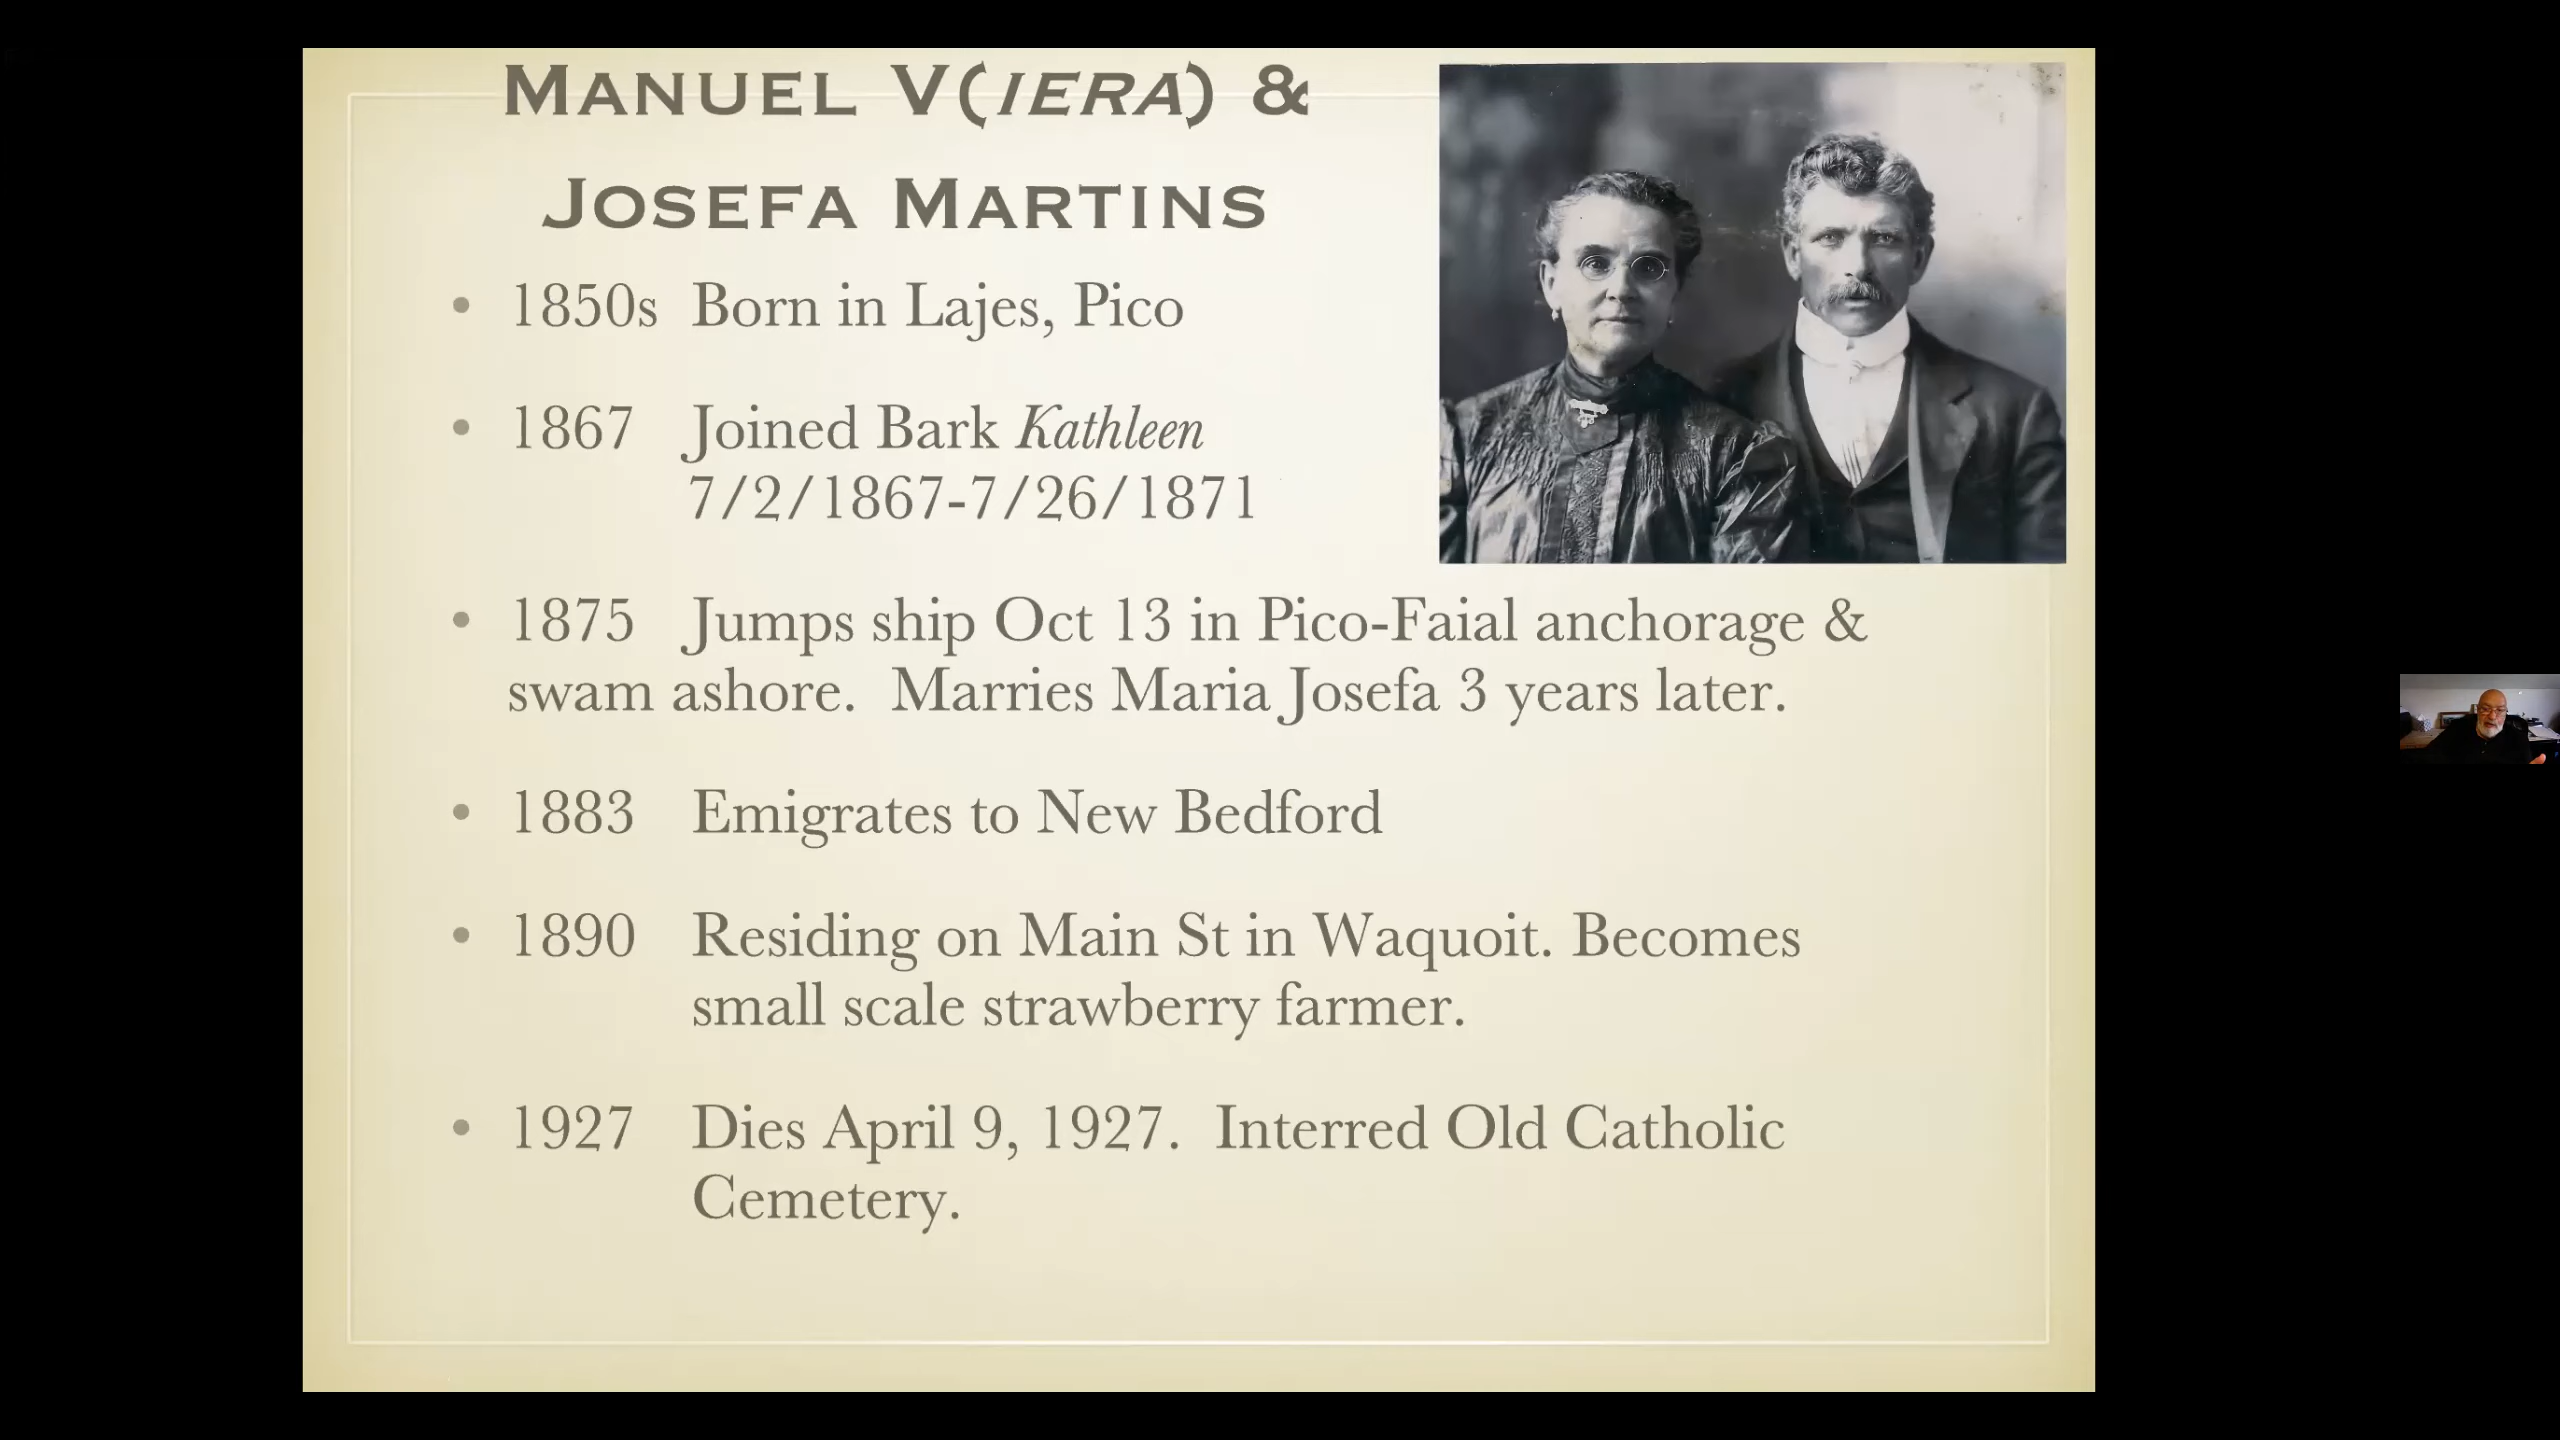 MANUEL V(IERA) &
JOSEFA MARTINS
• 1850s Born in Lajes, Pico
• 1867 Joined Bark Kathleen
7/2/1867-7/26/1871
• 1875 Jumps ship Oct 13 in Pico-Faial anchorage &
swam ashore. Marries Maria Josefa 3 years later.
• 1883 Emigrates to New Bedford
• 1890 Residing on Main St in Waquoit. Becomes
small scale strawberry farmer.
• 1927 Dies April 9, 1927. Interred Old Catholic
Cemetery.